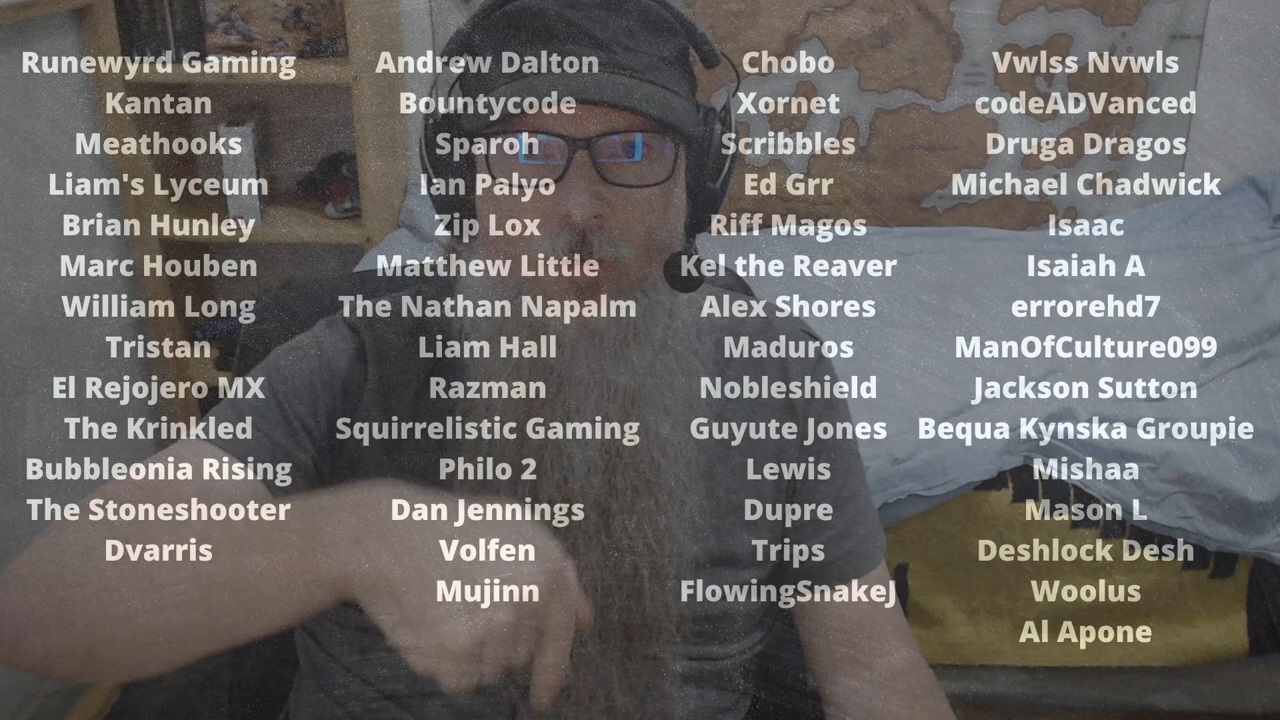 Runewyrd Gaming
Kantan
Meathooks
Liam's Lyceum
Brian Hunley
Marc Houben
William Long
Tristan
El Rejojero MX
The Krinkled
Bubbleonia Rising
The Stoneshooter
Dvarris
Andrew Dalton
Bountycode
Sparoh
Ian Palyo
Zip Lox
Matthew Little
The Nathan Napalm
Liam Hall
Razman
Squirrelistic Gaming
Philo 2
Dan Jennings
Volfen
Mujinn
Chobo
Xornet
Scribbles
Ed Grr
Riff Magos
Kel the Reaver
Alex Shores
Maduros
Nobleshield
Guyute Jones
Lewis
Dupre
Trips
FlowingSnakeJ
Vwlss Nvwls
codeADVanced
Druga Dragos
Michael Chadwick
Isaac
Isaiah A
errorehd7
ManOfCulture099
Jackson Sutton
Bequa Kynska Groupie
Mishaa
Mason L
Deshlock Desh
Woolus
Al Apone